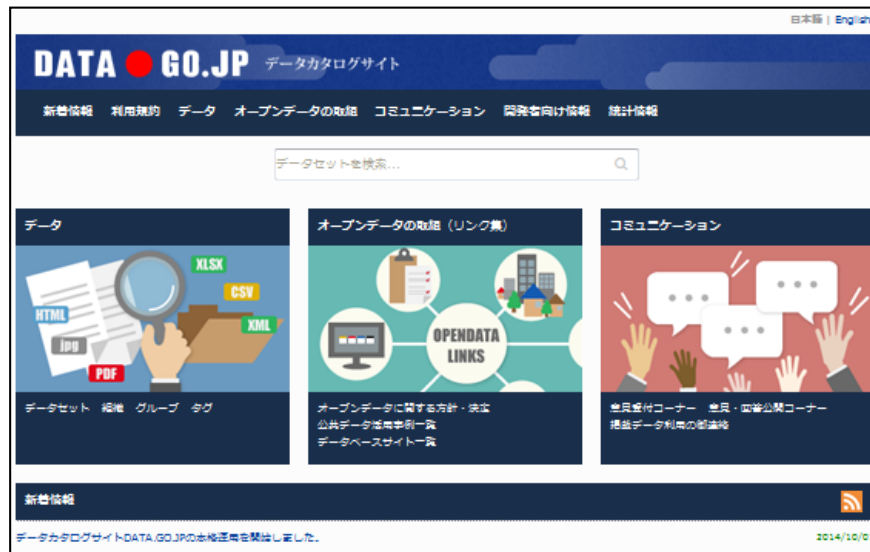 日本語 | English
DATA GO.JP データカタログサイト
新着情報 利用規約 データ オープンデータの取組 コミュニケーション 開発者向け情報 統計情報
データセットを検索...
データ
XLSX
CSV
HTML
XML
jpg
PDF
データセット 組織 グループ タグ
オープンデータの取組（リンク集）
OPENDATA
LINKS
オープンデータに関する方針・決定
公共データ活用事例一覧
データベースサイト一覧
コミュニケーション
意見受付コーナー 意見・回答公開コーナー
掲載データ利用の御連絡
新着情報
データカタログサイトDATA.GO.JPの本格運用を開始しました。
2014/10/0